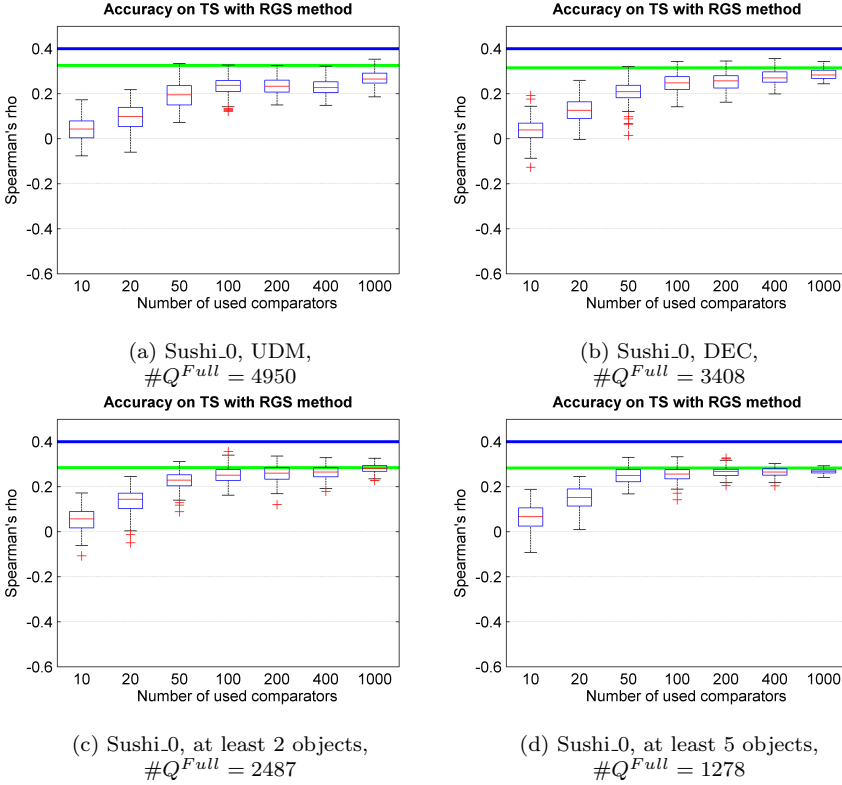 Accuracy on TS with RGS method
Spearman's rho
0.4
0.2
0
-0.2
-0.4
-0.6
10 20 50 100 200 400 1000
Number of used comparators
(a) Sushi_0, UDM,
#Q^Full = 4950
Accuracy on TS with RGS method
Spearman's rho
0.4
0.2
0
-0.2
-0.4
-0.6
10 20 50 100 200 400 1000
Number of used comparators
(b) Sushi_0, DEC,
#Q^Full = 3408
Accuracy on TS with RGS method
Spearman's rho
0.4
0.2
0
-0.2
-0.4
-0.6
10 20 50 100 200 400 1000
Number of used comparators
(c) Sushi_0, at least 2 objects,
#Q^Full = 2487
Accuracy on TS with RGS method
Spearman's rho
0.4
0.2
0
-0.2
-0.4
-0.6
10 20 50 100 200 400 1000
Number of used comparators
(d) Sushi_0, at least 5 objects,
#Q^Full = 1278